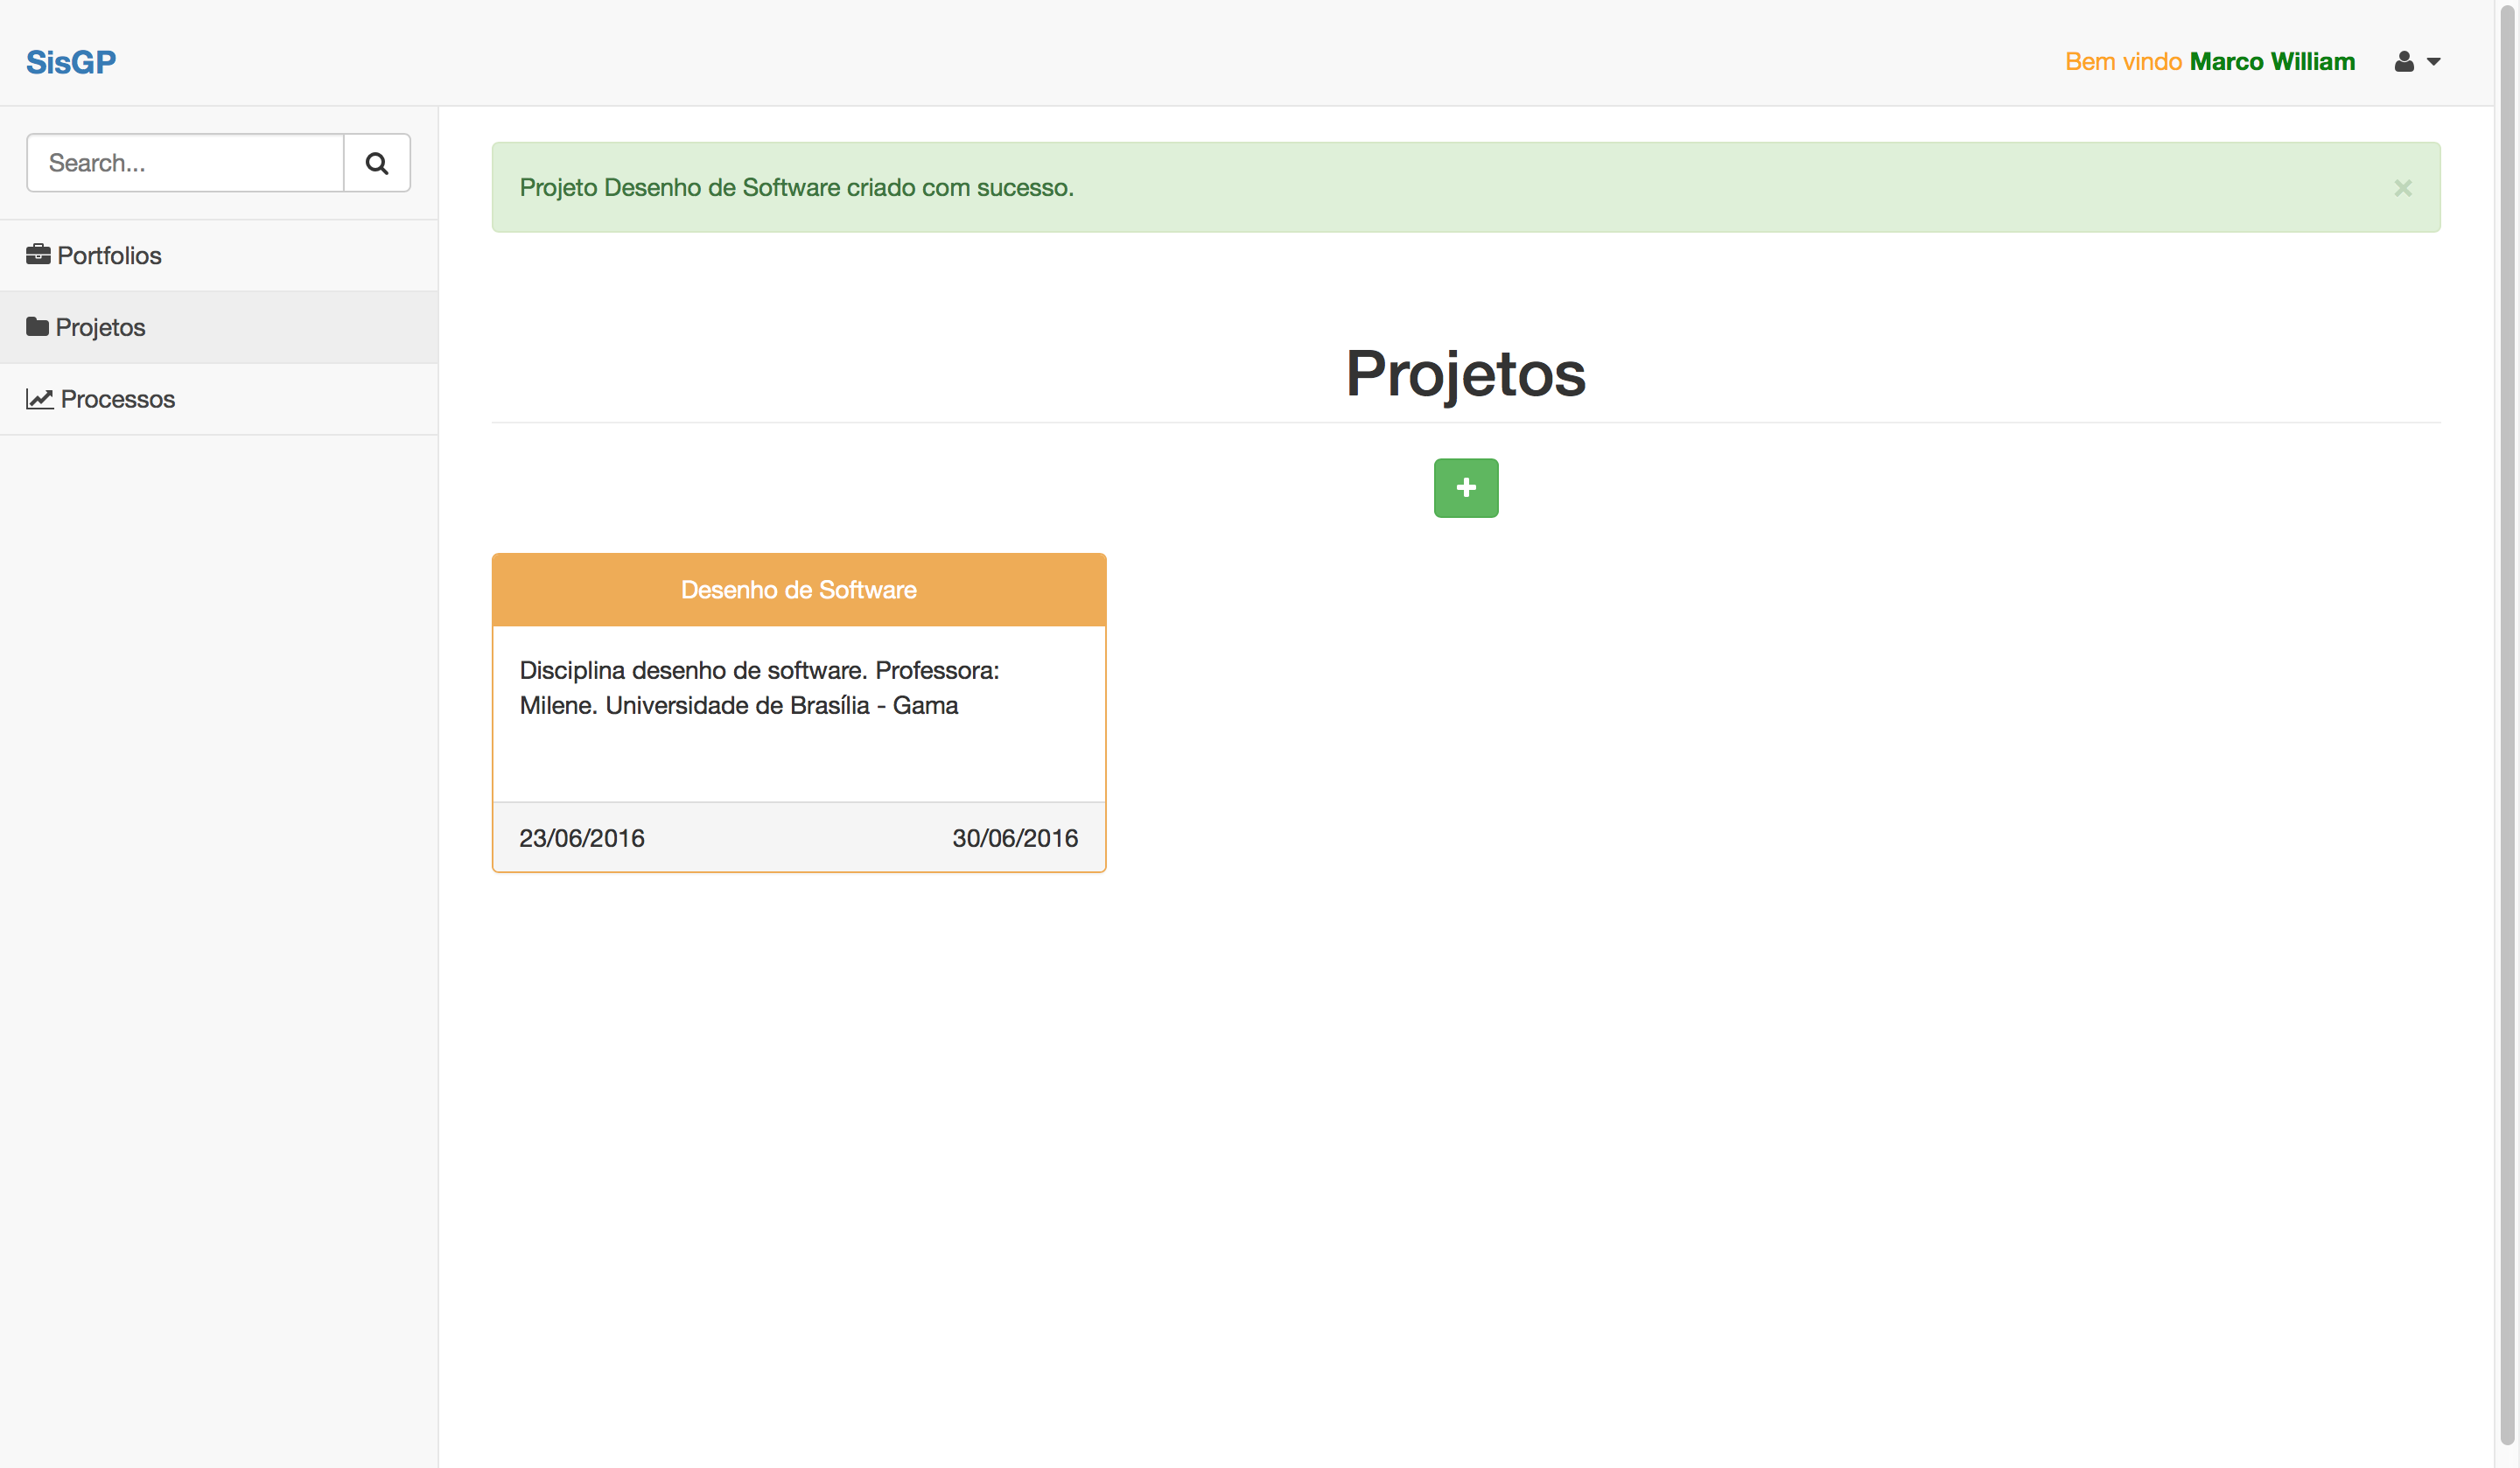 SisGP
Bem vindo Marco William
Search...
Portfolios
Projetos
Processos
Projeto Desenho de Software criado com sucesso.
×
Projetos
+
Desenho de Software
Disciplina desenho de software. Professora:
Milene. Universidade de Brasília - Gama
23/06/2016
30/06/2016